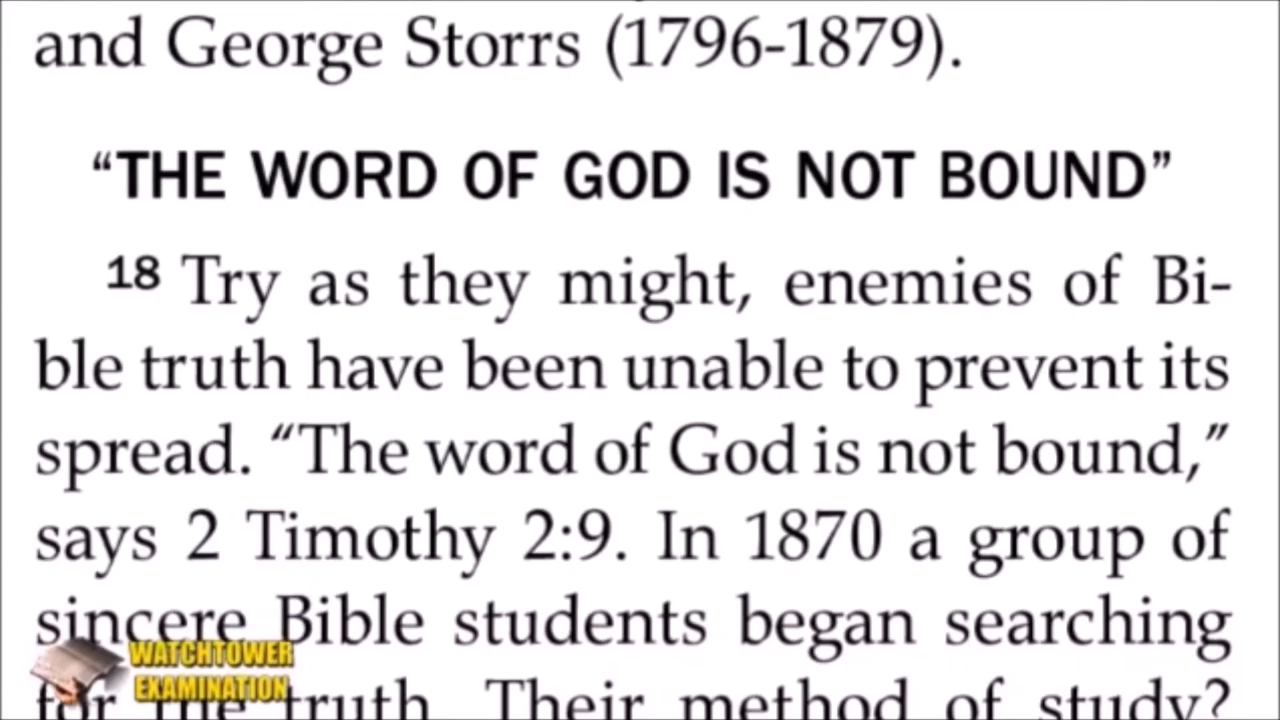 and George Storrs (1796-1879).
“THE WORD OF GOD IS NOT BOUND”
18 Try as they might, enemies of Bi-
ble truth have been unable to prevent its
spread. “The word of God is not bound,”
says 2 Timothy 2:9. In 1870 a group of
sincere Bible students began searching
for the truth. Their method of study?
WATCHTOWER
EXAMINATION